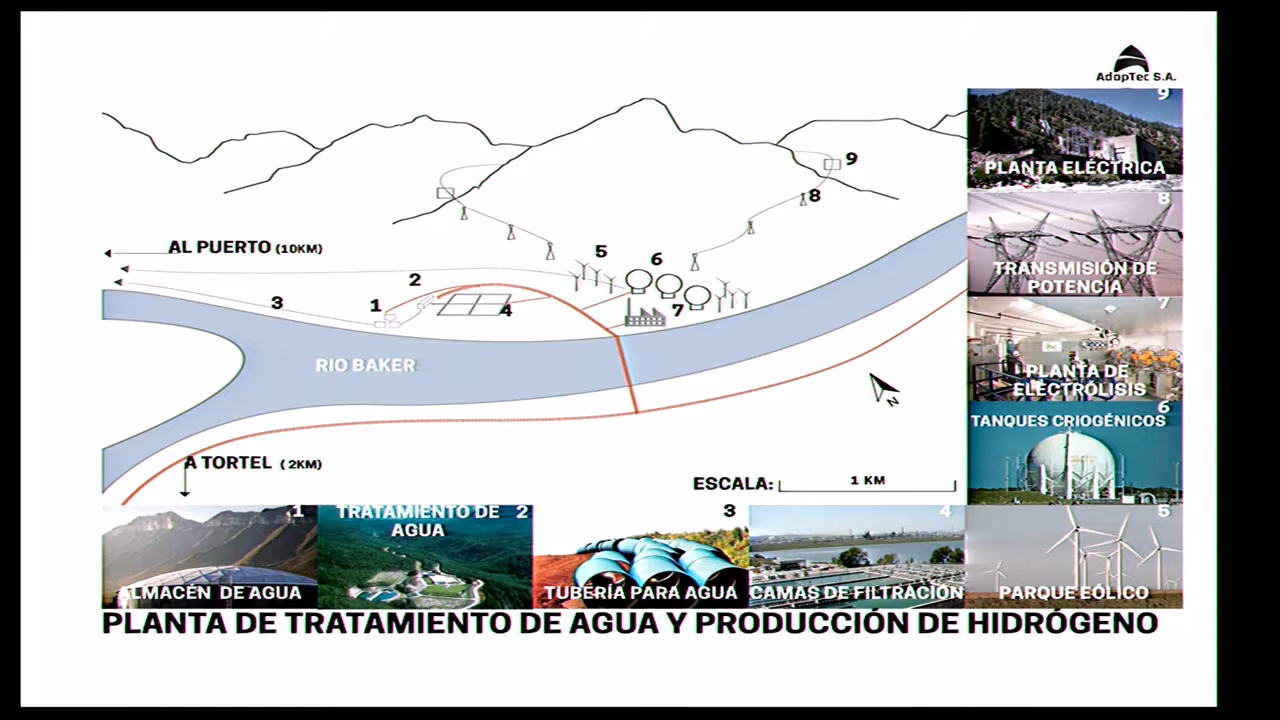 AdapTec S.A.
9
PLANTA ELÉCTRICA
8
TRANSMISIÓN DE
POTENCIA
7
PLANTA DE
ELECTRÓLISIS
6
TANQUES CRIOGÉNICOS
5
PARQUE EÓLICO
9
8
5
6
AL PUERTO (10KM)
2
3
1
4
7
RIO BAKER
N
A TORTEL (2KM)
ESCALA:
1 KM
1
ALMACÉN DE AGUA
TRATAMIENTO DE 2
AGUA
3
TUBERÍA PARA AGUA
4
CAMAS DE FILTRACIÓN
PLANTA DE TRATAMIENTO DE AGUA Y PRODUCCIÓN DE HIDRÓGENO